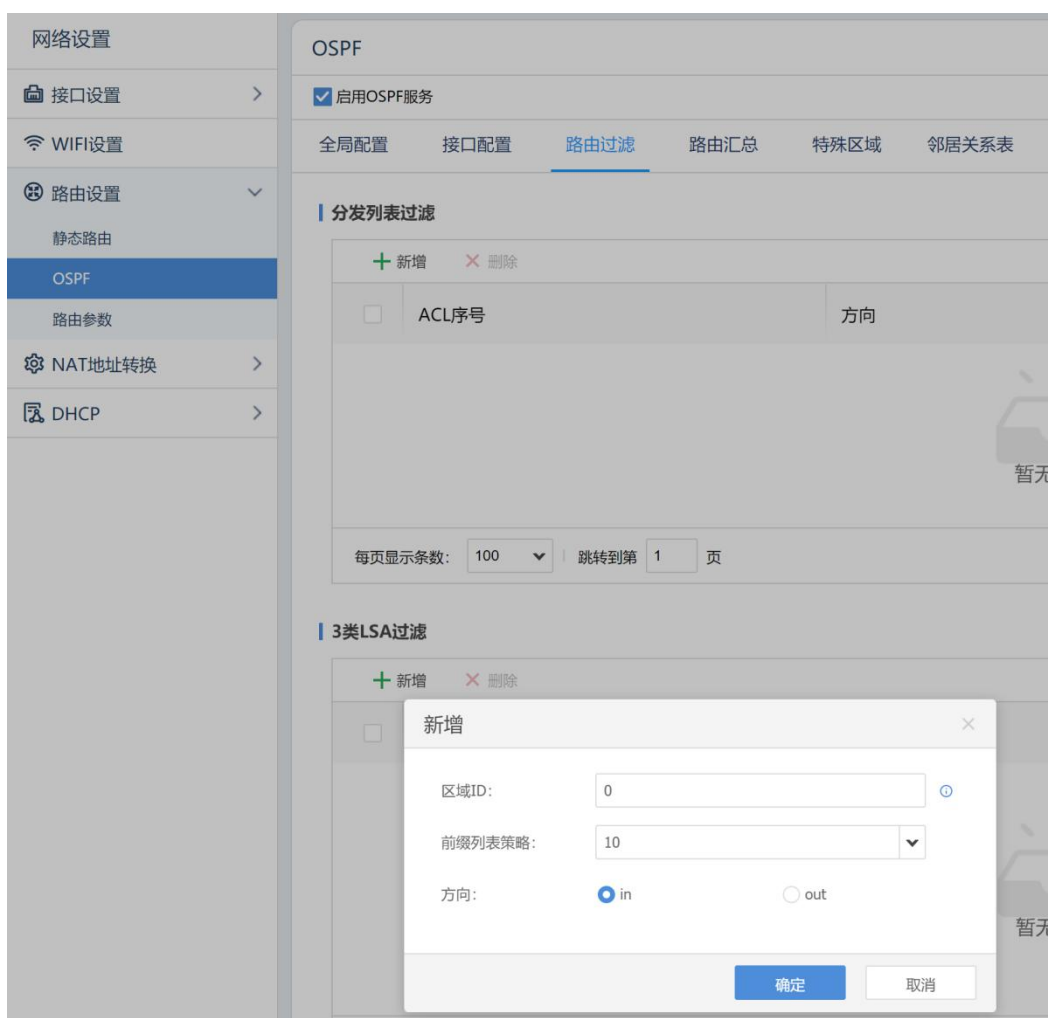 网络设置
接口设置
WIFI设置
路由设置
静态路由
OSPF
路由参数
NAT地址转换
DHCP
OSPF
启用OSPF服务
全局配置 接口配置 路由过滤 路由汇总 特殊区域 邻居关系表
分发列表过滤
新增 删除
ACL序号 方向
暂无
每页显示条数: 100 跳转到第 1 页
3类LSA过滤
新增 删除
新增
区域ID: 0
前缀列表策略: 10
方向: in out
暂无
确定 取消